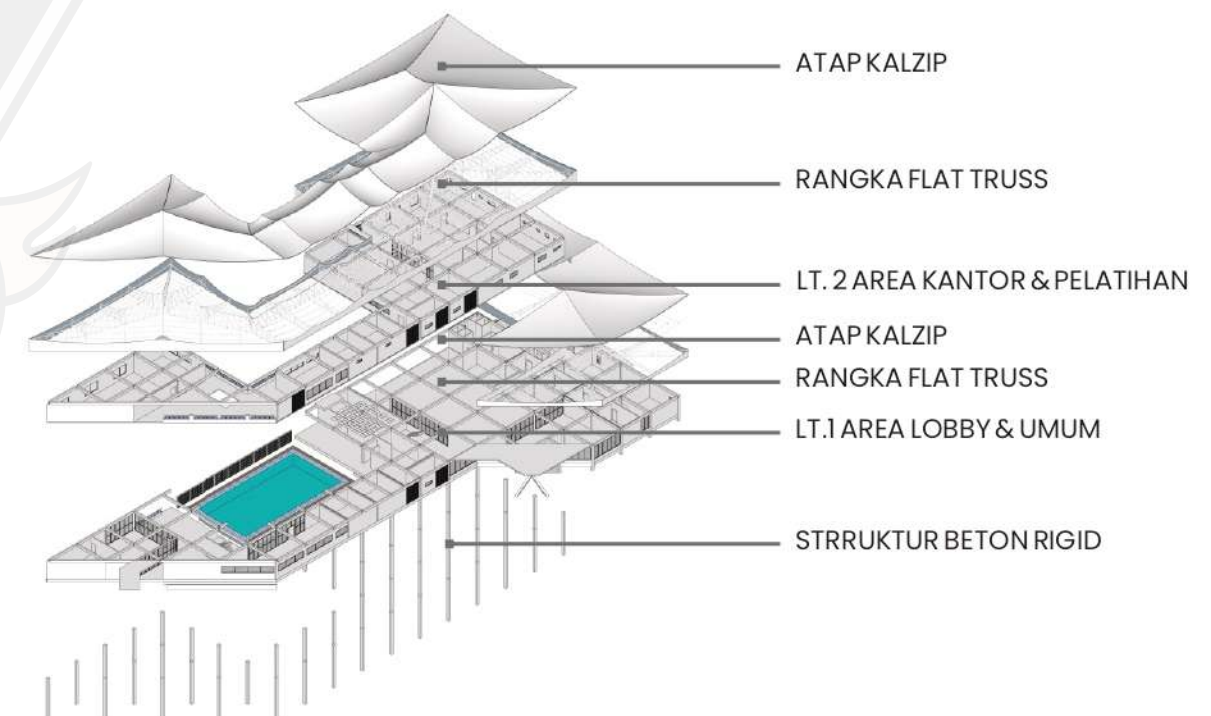 ATAP KALZIP
RANGKA FLAT TRUSS
LT. 2 AREA KANTOR & PELATIHAN
ATAP KALZIP
RANGKA FLAT TRUSS
LT.1 AREA LOBBY & UMUM
STRRUKTUR BETON RIGID